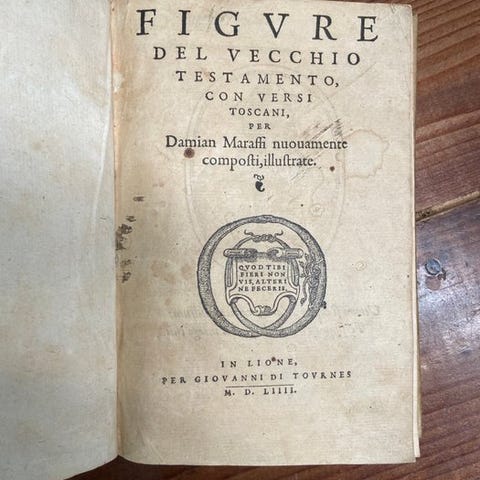 FIGVRE
DEL VECCHIO
TESTAMENTO,
CON VERSI
TOSCANI,
PER
Damian Maraffi nuouamente
composti, illustrate.
QVOD TIBI
FIERI NON
VIS, ALTERI
NE FECERIS.
IN LIONE,
PER GIOVANNI DI TOVRNES
M. D. LIIII.